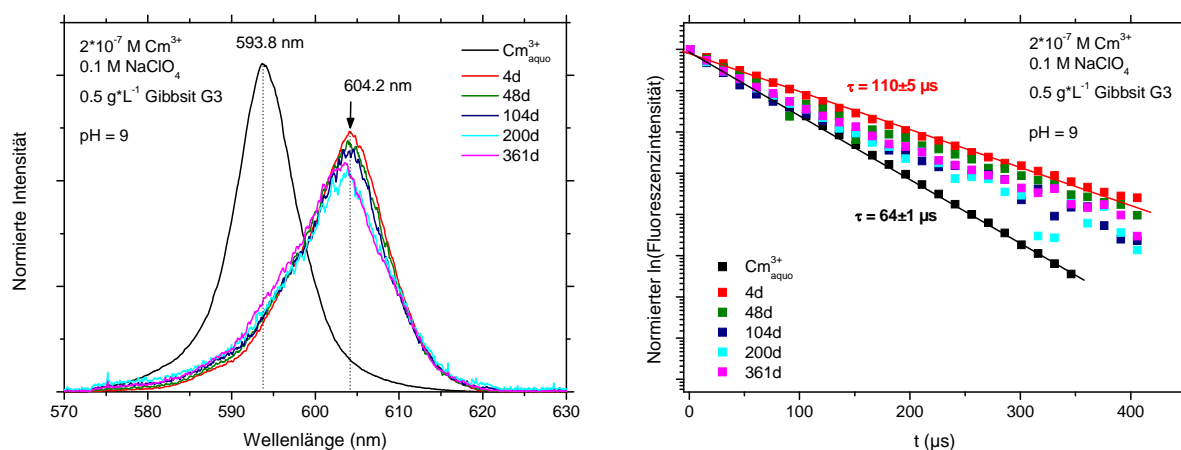 593.8 nm
2*10⁻⁷ M Cm³⁺
0.1 M NaClO₄
0.5 g*L⁻¹ Gibbsit G3
pH = 9
604.2 nm
Cm³⁺aquo
4d
48d
104d
200d
361d
Normierte Intensität
570 580 590 600 610 620 630
Wellenlänge (nm)
2*10⁻⁷ M Cm³⁺
0.1 M NaClO₄
0.5 g*L⁻¹ Gibbsit G3
pH = 9
τ = 110±5 µs
τ = 64±1 µs
Cm³⁺aquo
4d
48d
104d
200d
361d
Normierter ln(Fluoreszenzintensität)
0 100 200 300 400
t (µs)